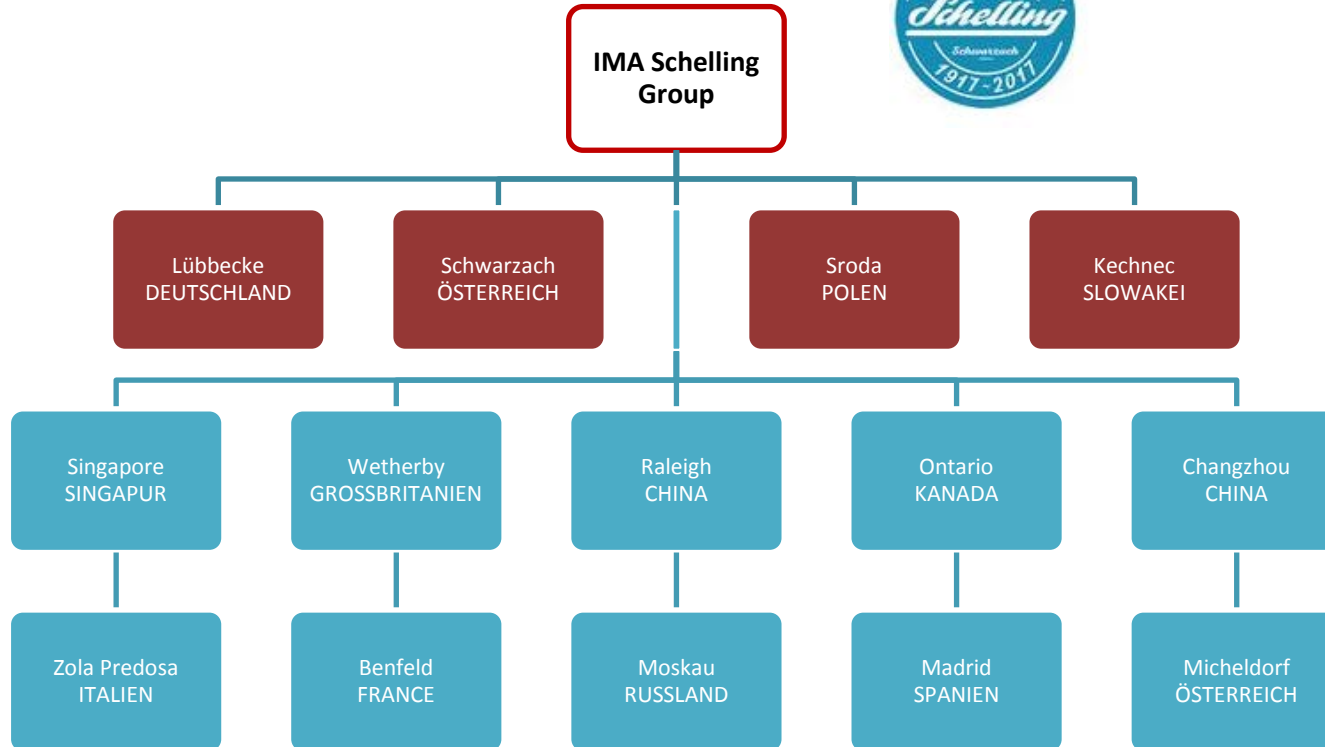 IMA Schelling
Group
Schelling
Schwarzach
1917-2017
Lübbecke
DEUTSCHLAND
Schwarzach
ÖSTERREICH
Sroda
POLEN
Kechnec
SLOWAKEI
Singapore
SINGAPUR
Wetherby
GROSSBRITANIEN
Raleigh
CHINA
Ontario
KANADA
Changzhou
CHINA
Zola Predosa
ITALIEN
Benfeld
FRANCE
Moskau
RUSSLAND
Madrid
SPANIEN
Micheldorf
ÖSTERREICH